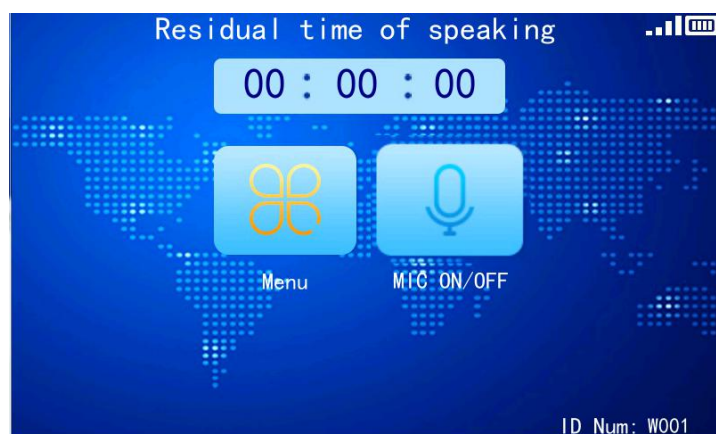 Residual time of speaking
00 : 00 : 00
Menu
MIC ON/OFF
ID Num: W001